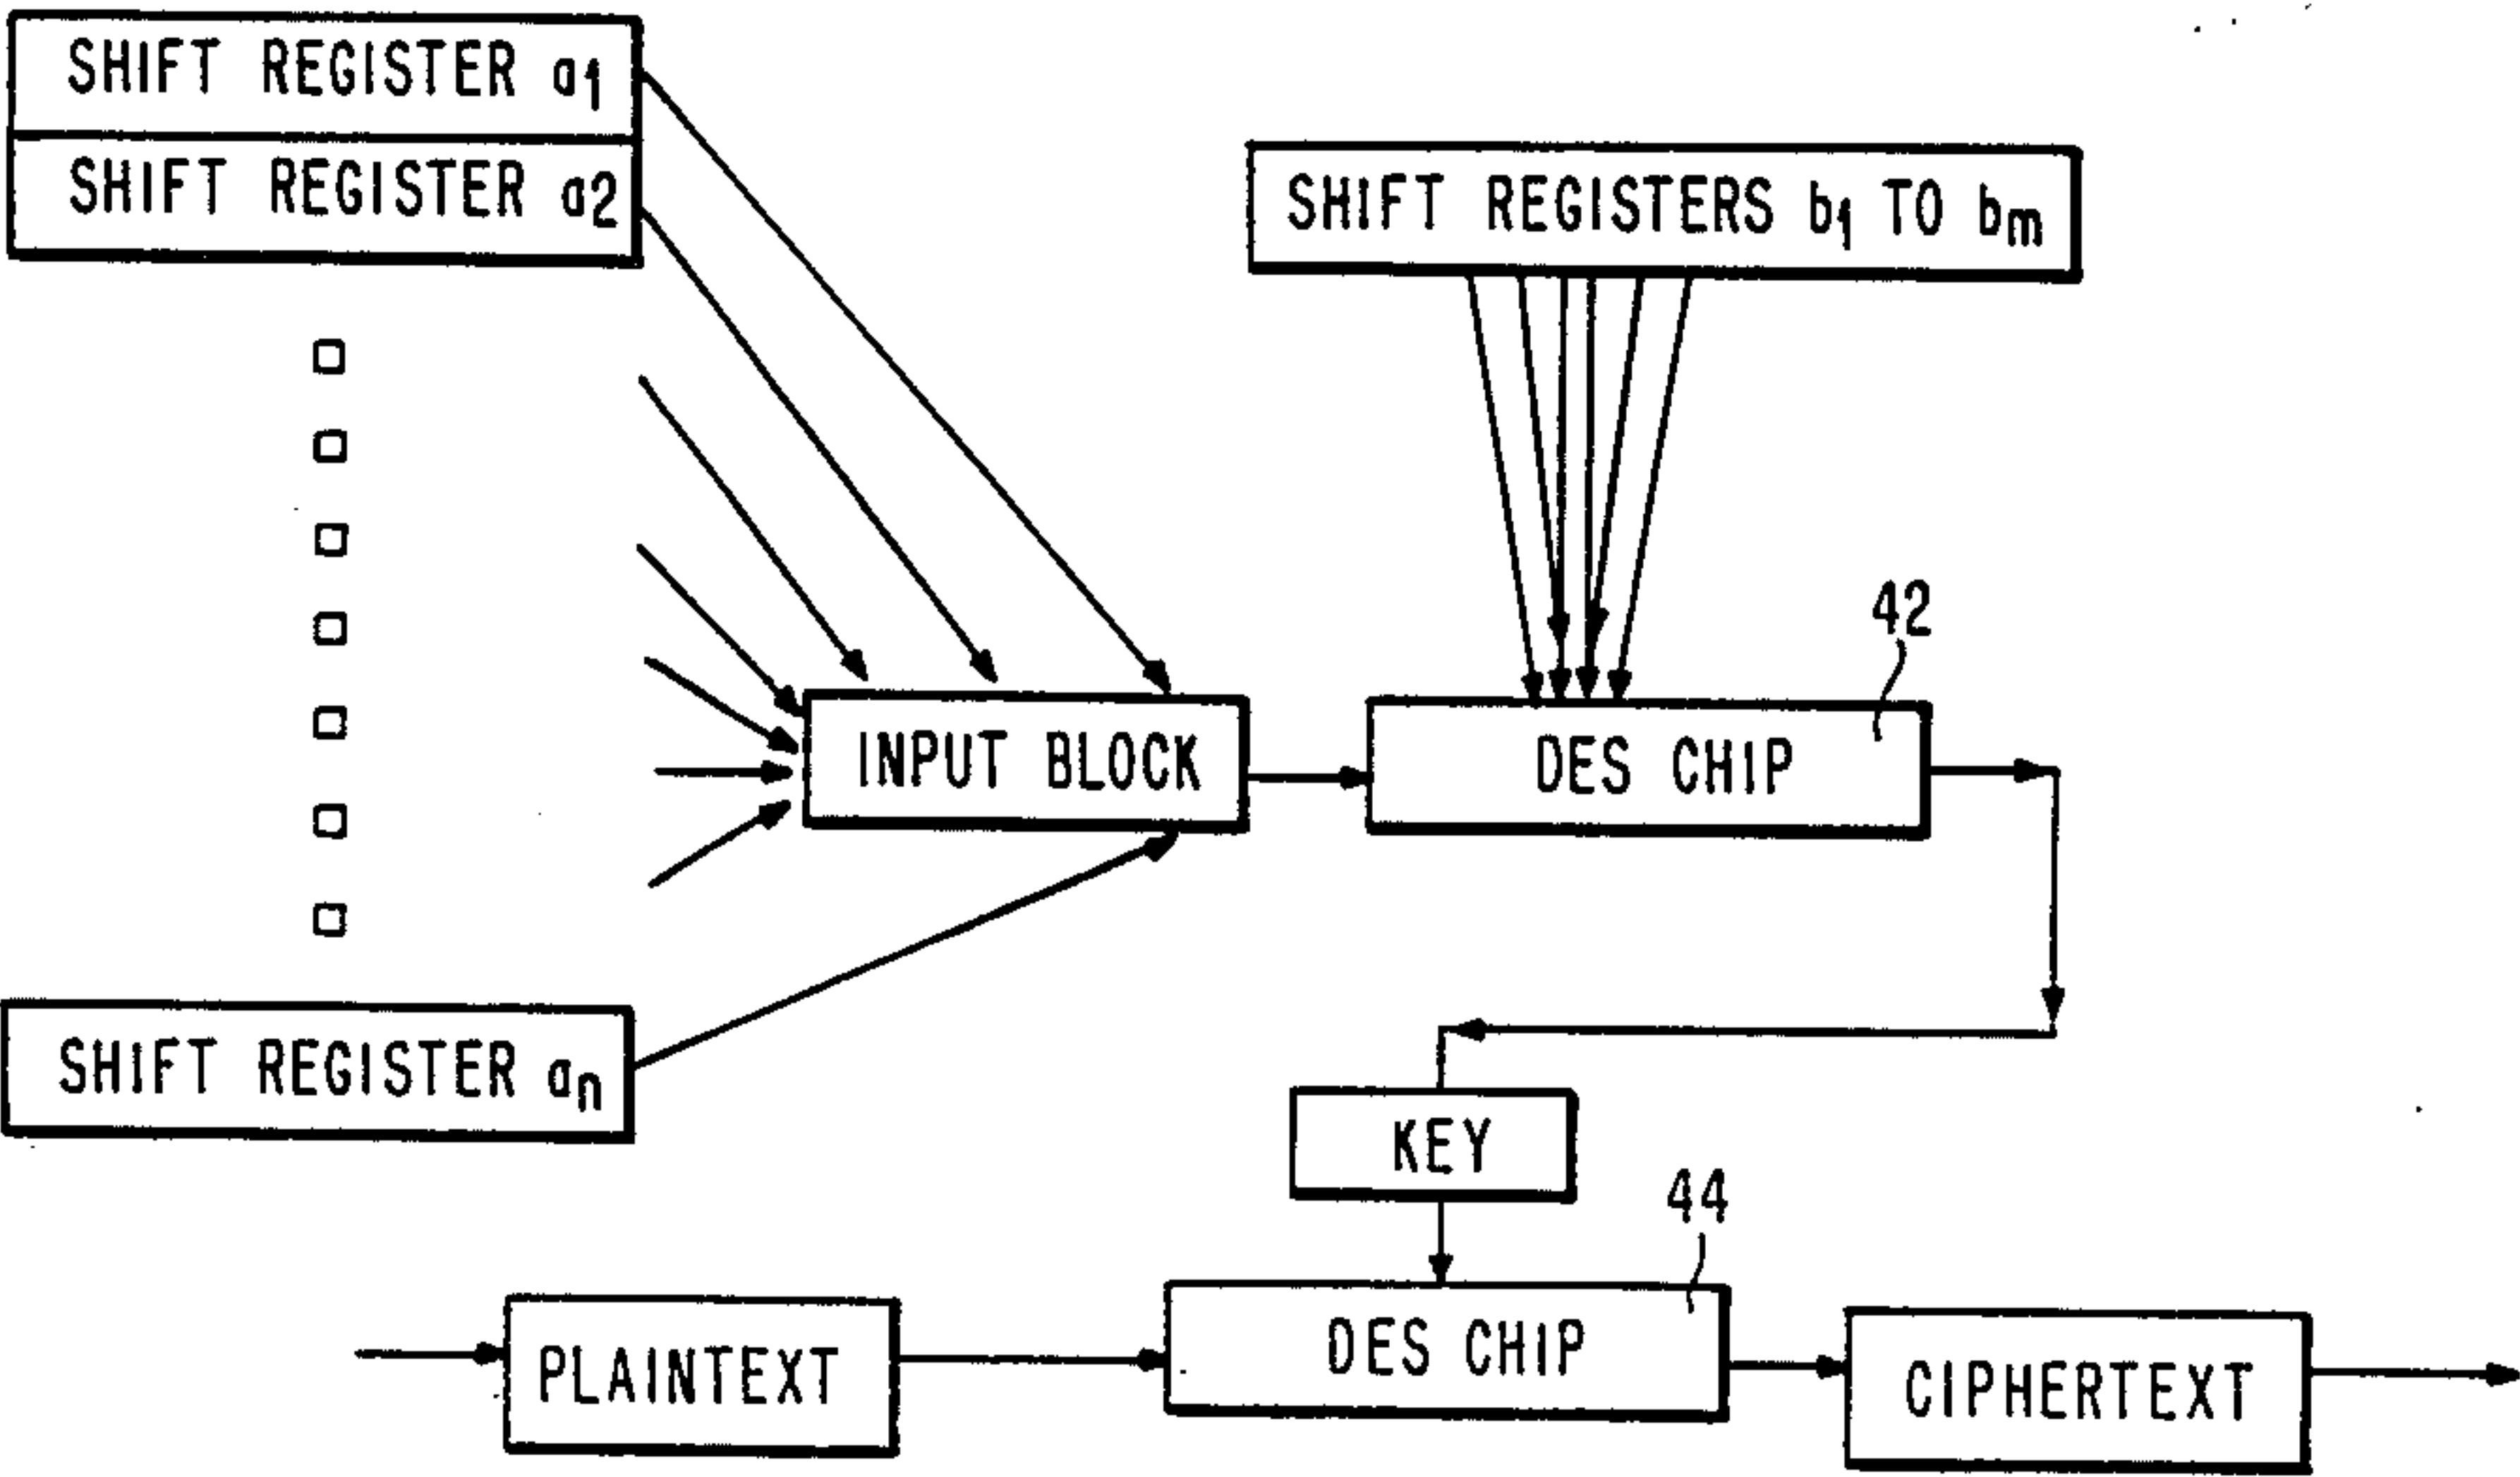 SHIFT REGISTER a1
SHIFT REGISTER a2
SHIFT REGISTERS b1 TO bm
42
INPUT BLOCK
DES CHIP
SHIFT REGISTER an
KEY
44
PLAINTEXT
DES CHIP
CIPHERTEXT